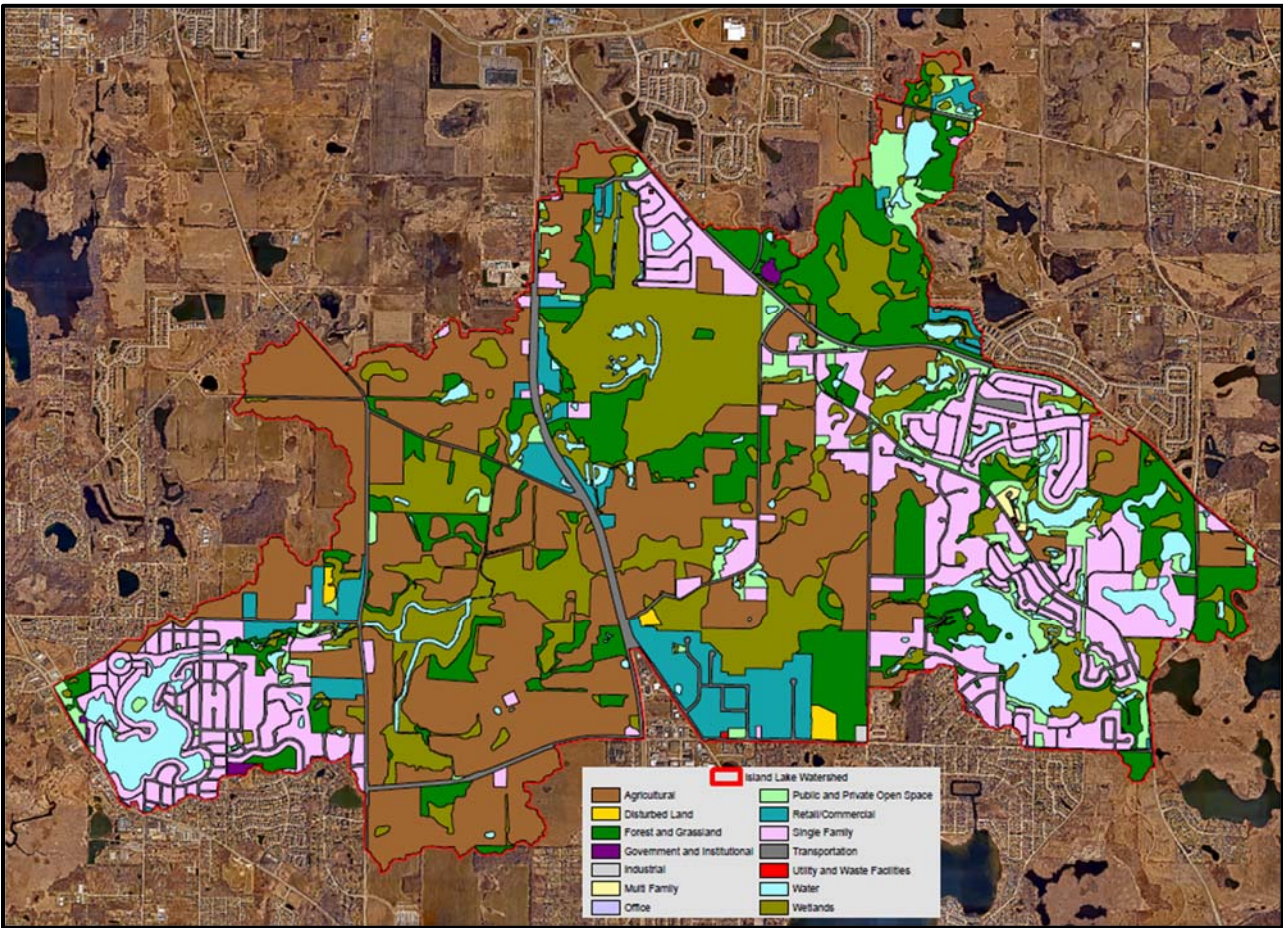 Island Lake Watershed
Agricultural
Public and Private Open Space
Disturbed Land
Retail/Commercial
Forest and Grassland
Single Family
Government and Institutional
Transportation
Industrial
Utility and Waste Facilities
Multi Family
Water
Office
Wetlands